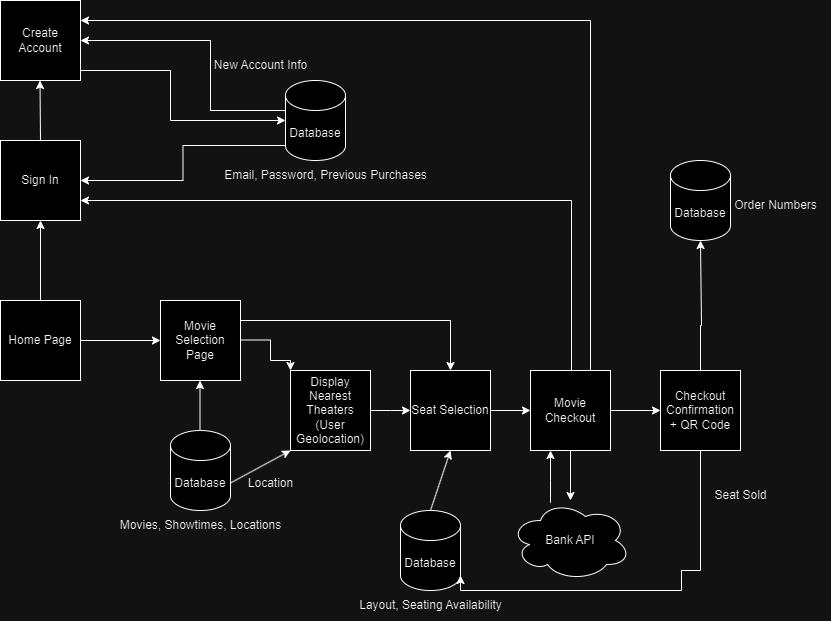 Create
Account
New Account Info
Database
Email, Password, Previous Purchases
Sign In
Database
Order Numbers
Home Page
Movie
Selection
Page
Display
Nearest
Theaters
(User
Geolocation)
Seat Selection
Movie
Checkout
Checkout
Confirmation
+ QR Code
Database
Location
Movies, Showtimes, Locations
Seat Sold
Bank API
Database
Layout, Seating Availability